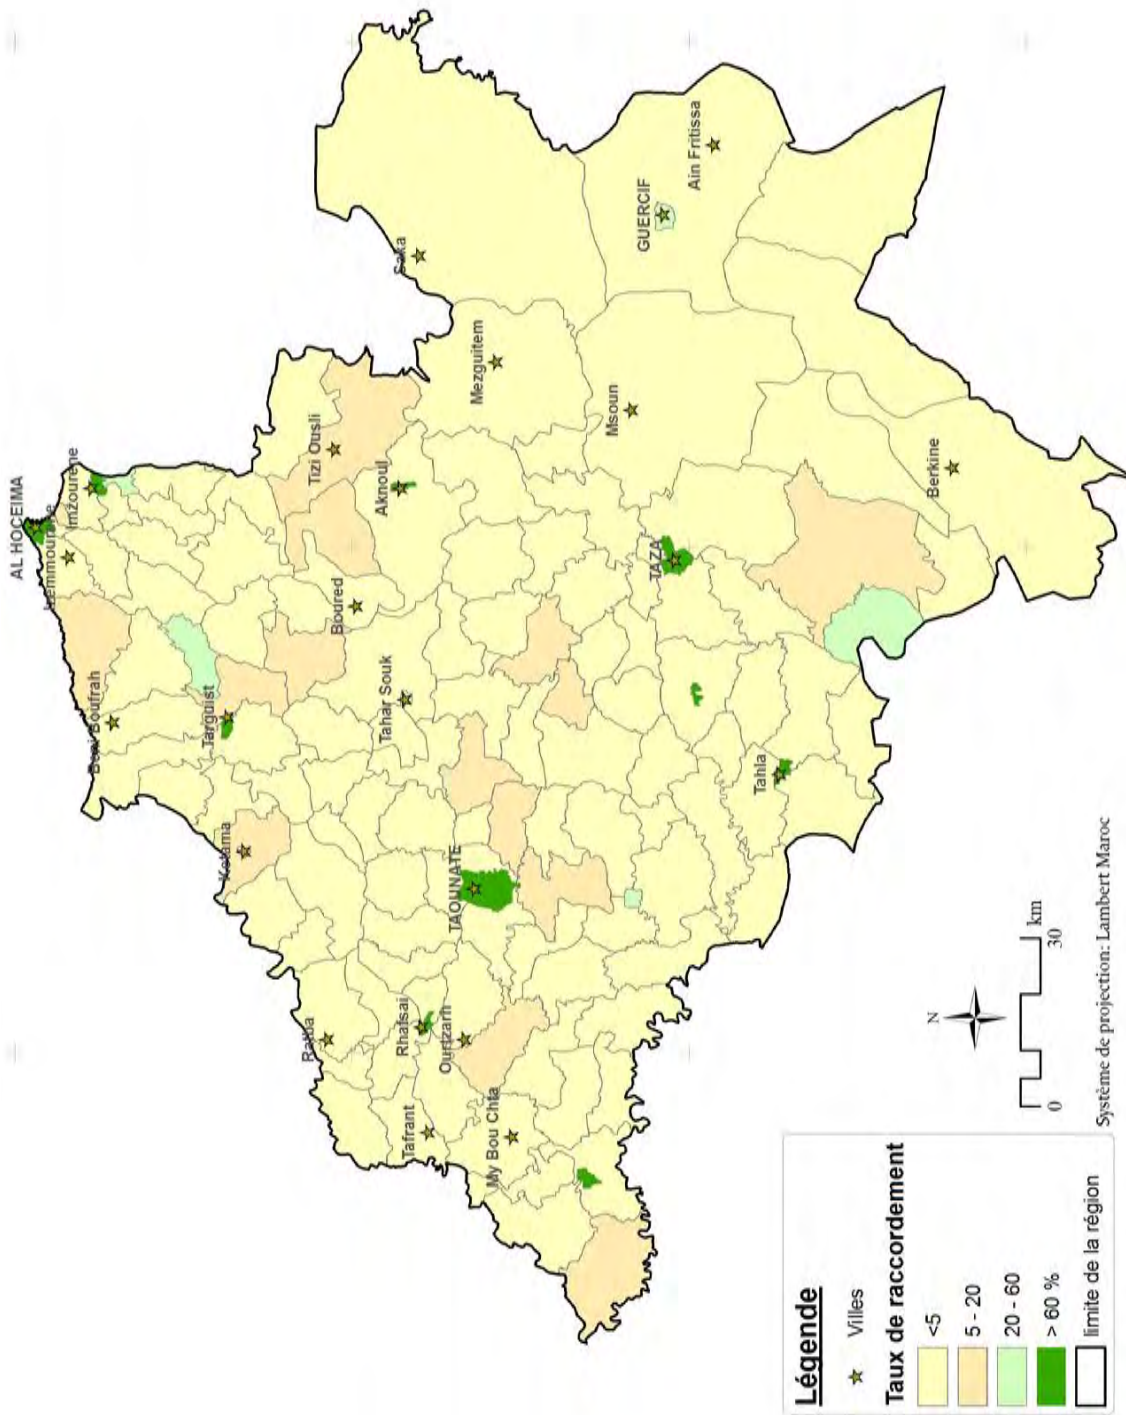 AL HOCEIMA
Imzourene
Beni Boufrah
Targuist
Ketama
Tizi Ousli
Boured
Aknoul
Saka
Mezguitem
Tahar Souk
TAOUNATE
Ratba
Rhafsai
Ourtzarh
Tafrant
My Bou Chta
Msoun
GUERCIF
Ain Fritissa
TAZA
Tahla
Berkine
N
0
30
km
Système de projection: Lambert Maroc
Légende
Villes
Taux de raccordement
<5
5 - 20
20 - 60
> 60 %
limite de la région